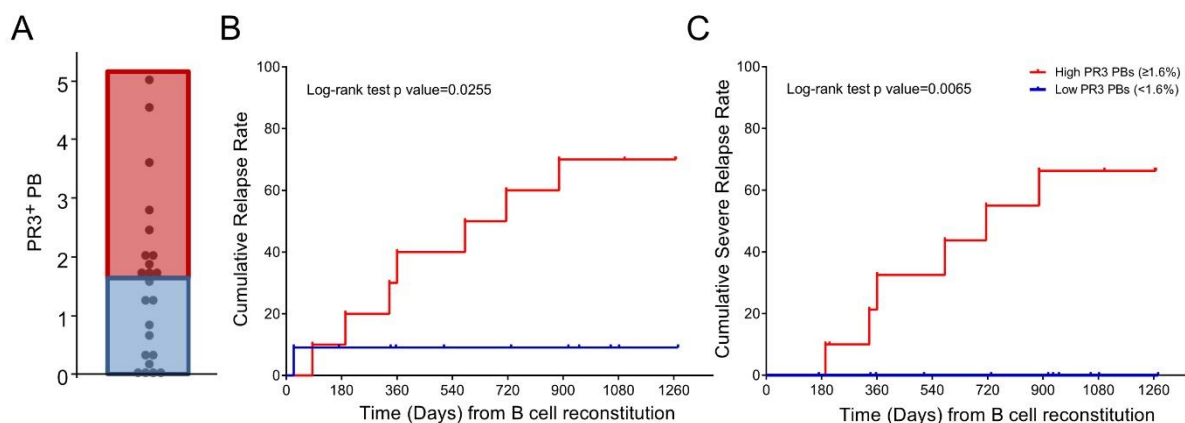 A
PR3⁺ PB
5
4
3
2
1
0
B
Cumulative Relapse Rate
100
80
60
40
20
0
Log-rank test p value=0.0255
0 180 360 540 720 900 1080 1260
Time (Days) from B cell reconstitution
C
Cumulative Severe Relapse Rate
100
80
60
40
20
0
Log-rank test p value=0.0065
High PR3 PBs (≥1.6%)
Low PR3 PBs (<1.6%)
0 180 360 540 720 900 1080 1260
Time (Days) from B cell reconstitution